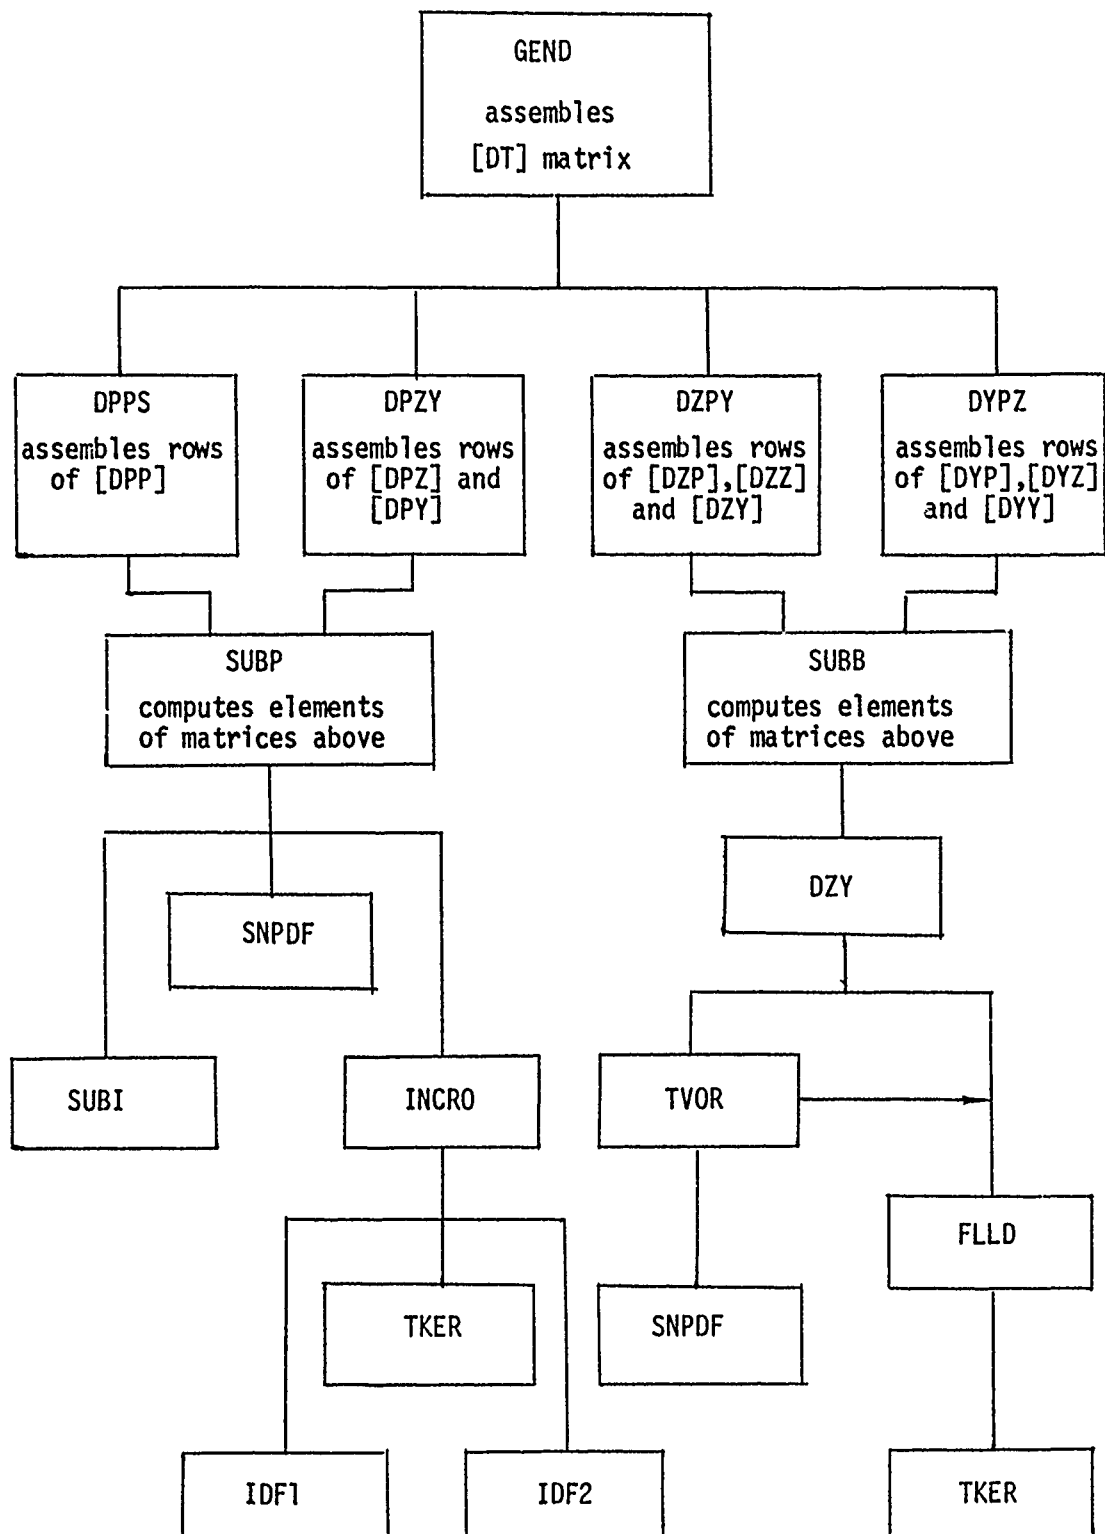 GEND
assembles
[DT] matrix
DPPS
assembles rows
of [DPP]
DPZY
assembles rows
of [DPZ] and
[DPY]
DZPY
assembles rows
of [DZP],[DZZ]
and [DZY]
DYPZ
assembles rows
of [DYP],[DYZ]
and [DYY]
SUBP
computes elements
of matrices above
SUBB
computes elements
of matrices above
DZY
SNPDF
SUBI
INCRO
TVOR
FLLD
TKER
SNPDF
IDF1
IDF2
TKER